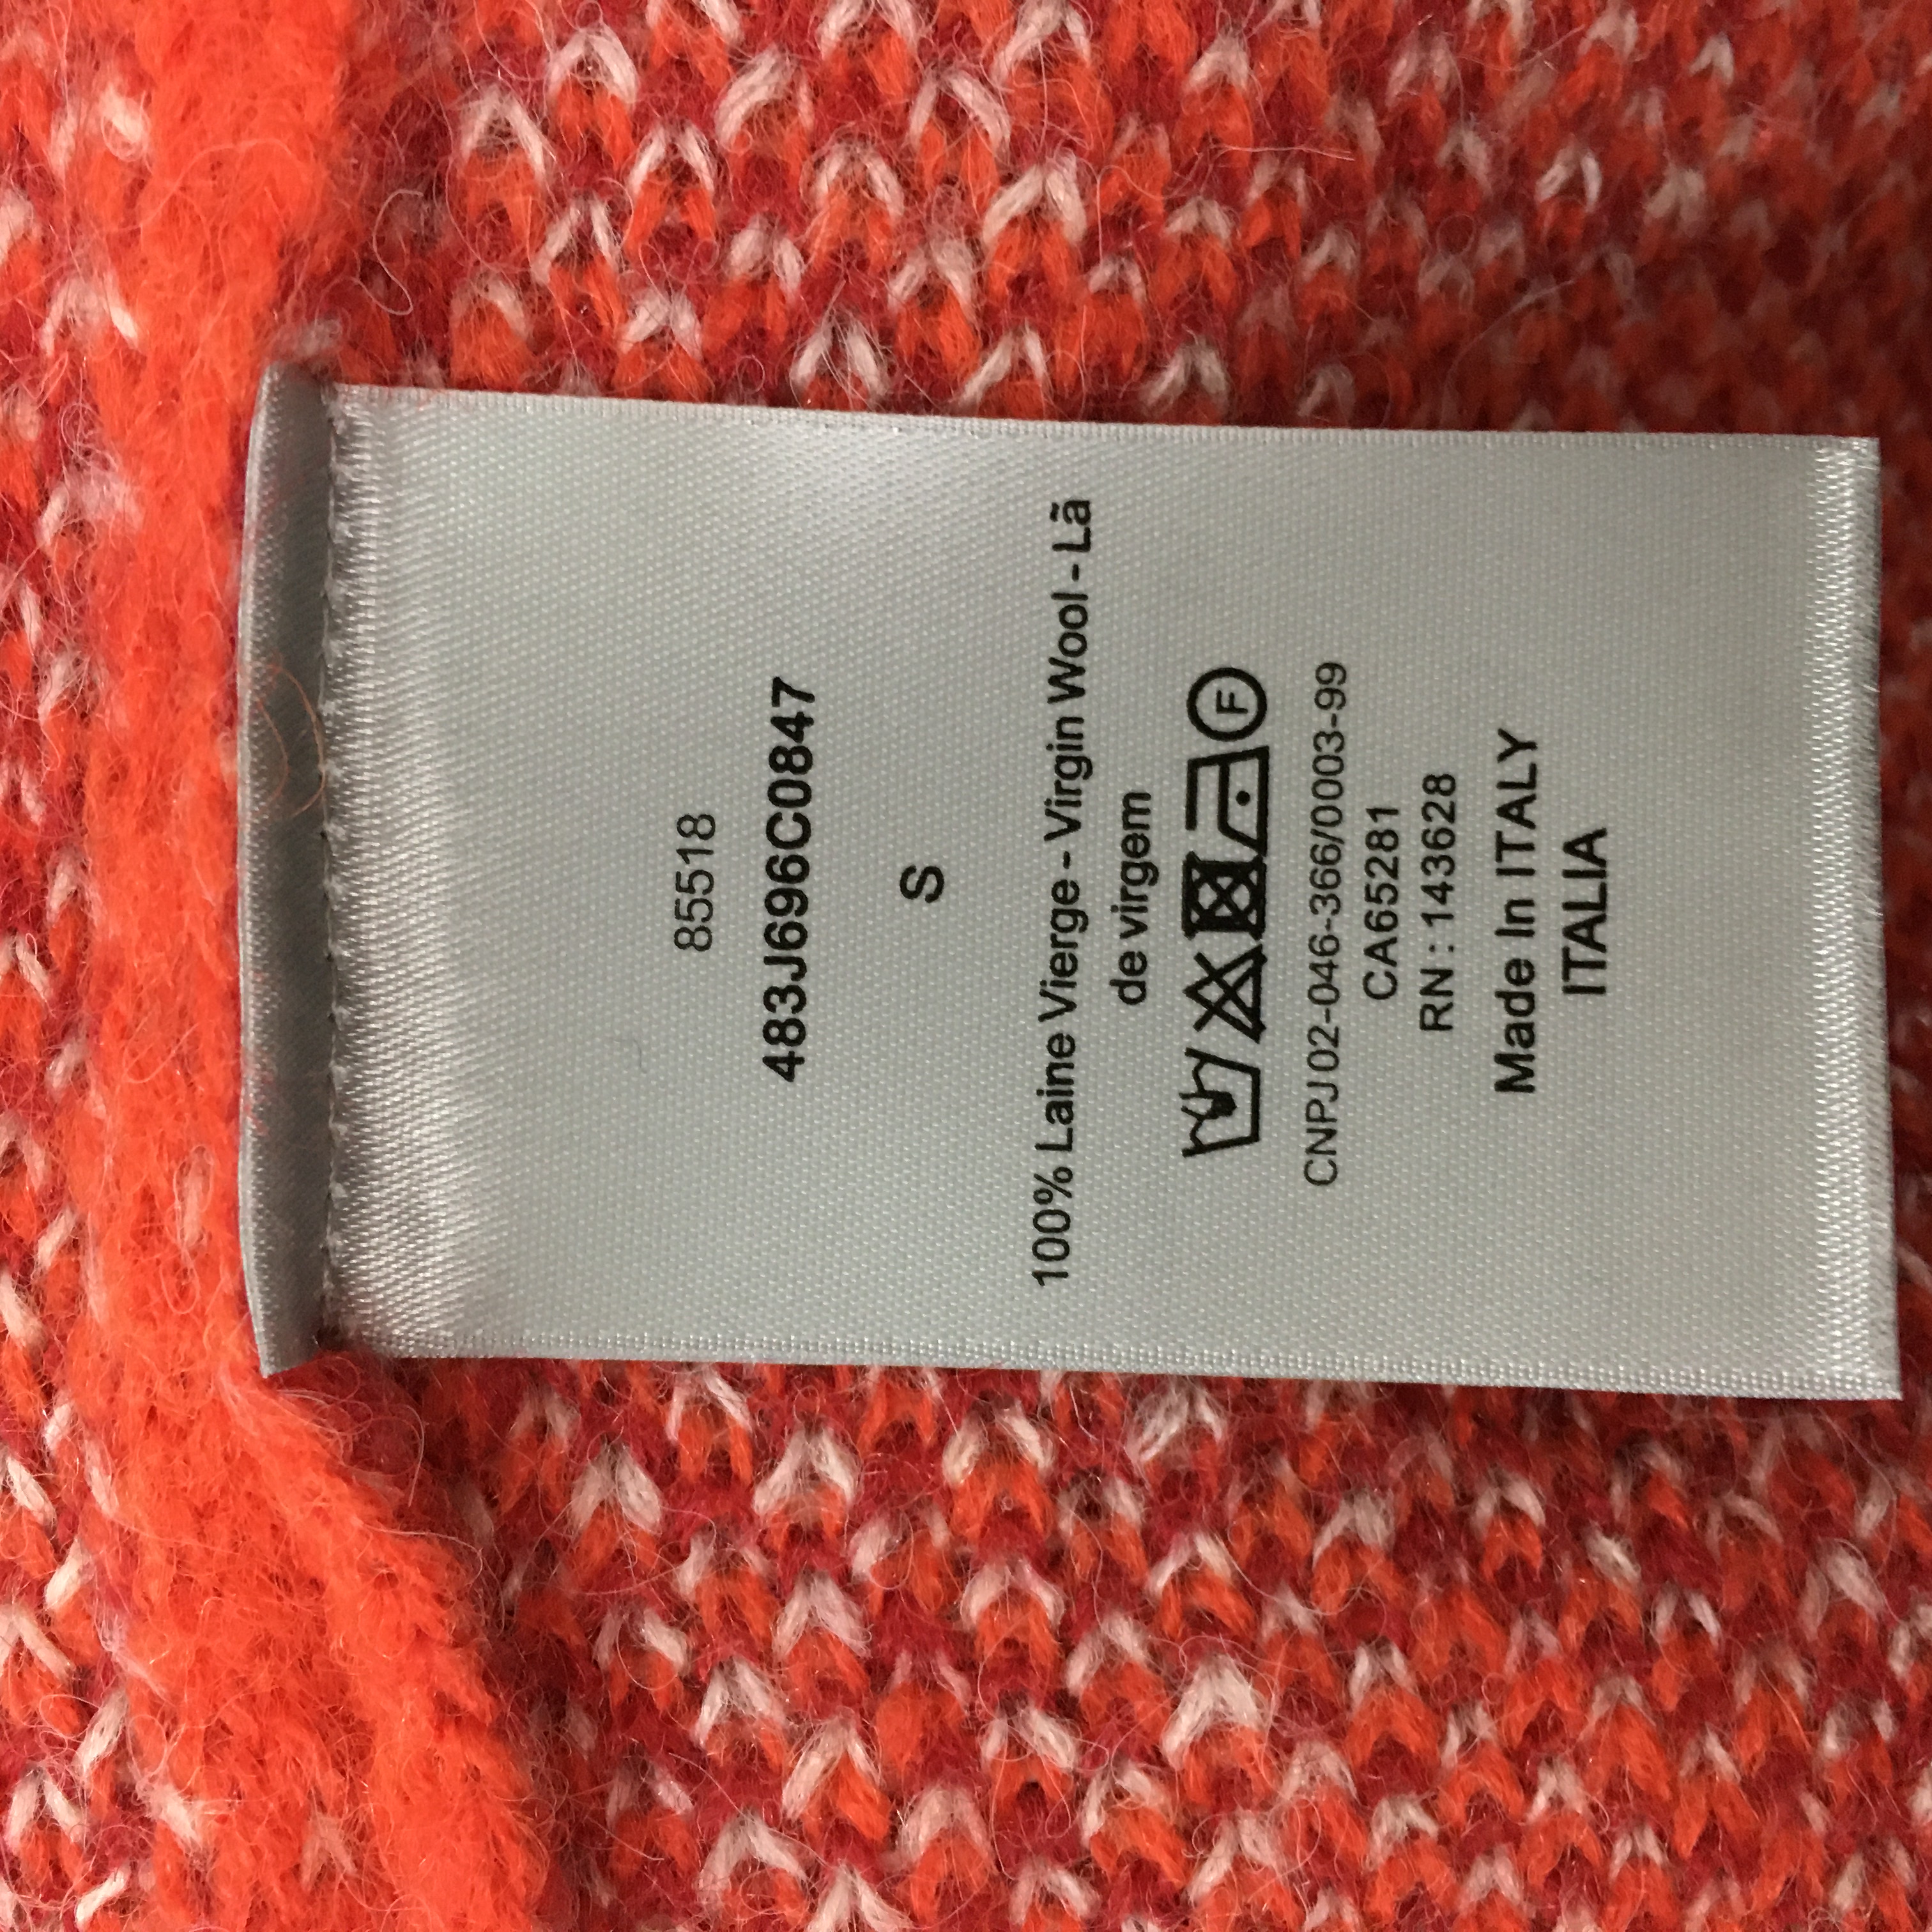 85518
483J696C0847
S
100% Laine Vierge - Virgin Wool - Lã
de virgem
F
CNPJ 02-046-366/0003-99
CA65281
RN : 143628
Made In ITALY
ITALIA